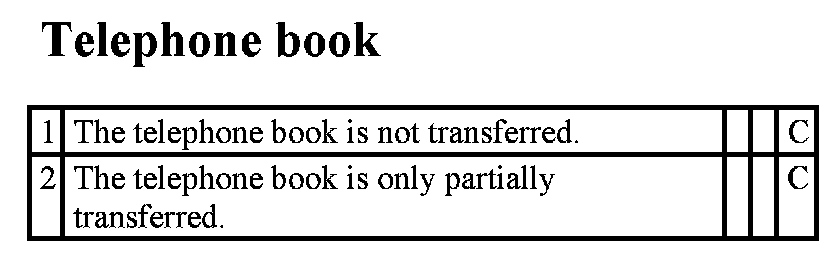 Telephone book
1 The telephone book is not transferred. C
2 The telephone book is only partially C
transferred.